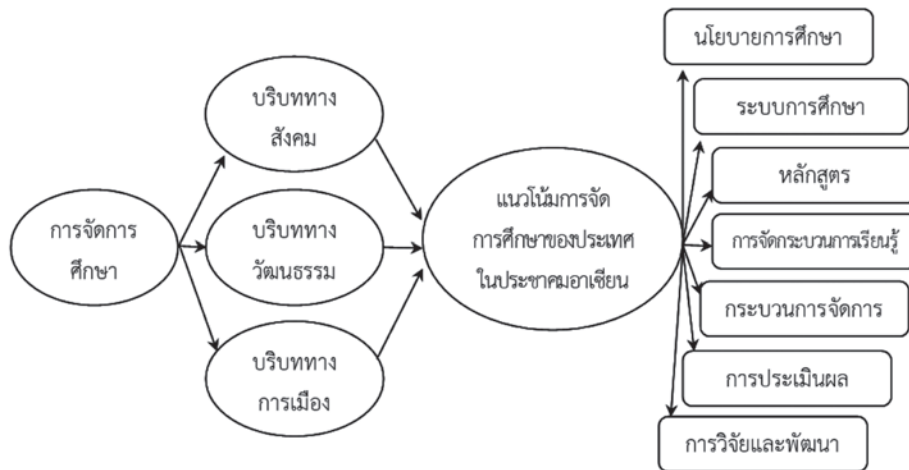 การจัดการ
ศึกษา
บริบททาง
สังคม
บริบททาง
วัฒนธรรม
บริบททาง
การเมือง
แนวโน้มการจัด
การศึกษาของประเทศ
ในประชาคมอาเซียน
นโยบายการศึกษา
ระบบการศึกษา
หลักสูตร
การจัดกระบวนการเรียนรู้
กระบวนการจัดการ
การประเมินผล
การวิจัยและพัฒนา